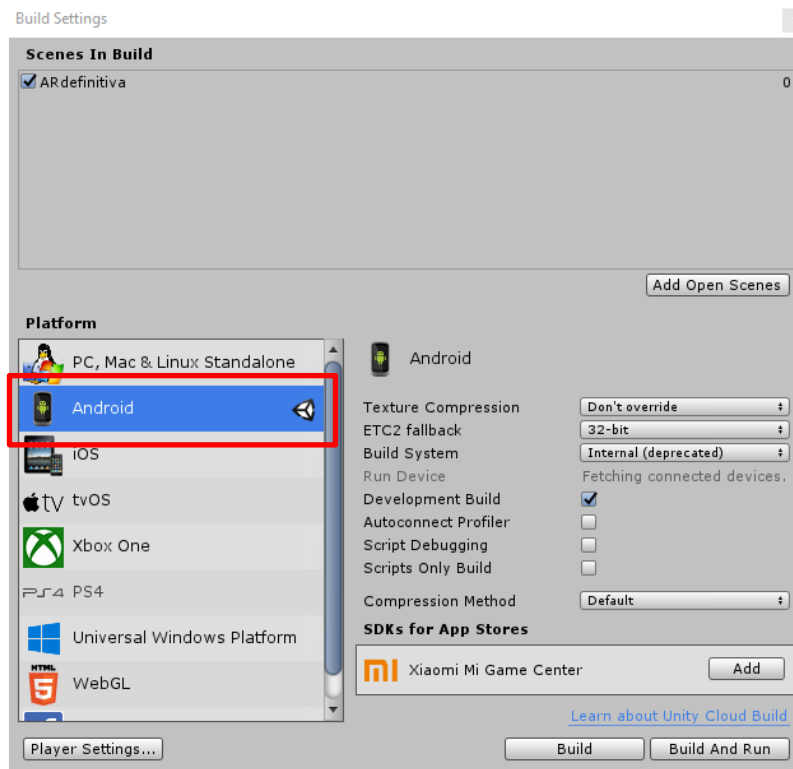 Build Settings
Scenes In Build
ARdefinitiva 0
Add Open Scenes
Platform
PC, Mac & Linux Standalone
Android
iOS
tv tvOS
Xbox One
PS4 PS4
Universal Windows Platform
HTML
5 WebGL
Player Settings...
Android
Texture Compression Don't override
ETC2 fallback 32-bit
Build System Internal (deprecated)
Run Device Fetching connected devices.
Development Build
Autoconnect Profiler
Script Debugging
Scripts Only Build
Compression Method Default
SDKs for App Stores
Xiaomi Mi Game Center Add
Learn about Unity Cloud Build
Build Build And Run